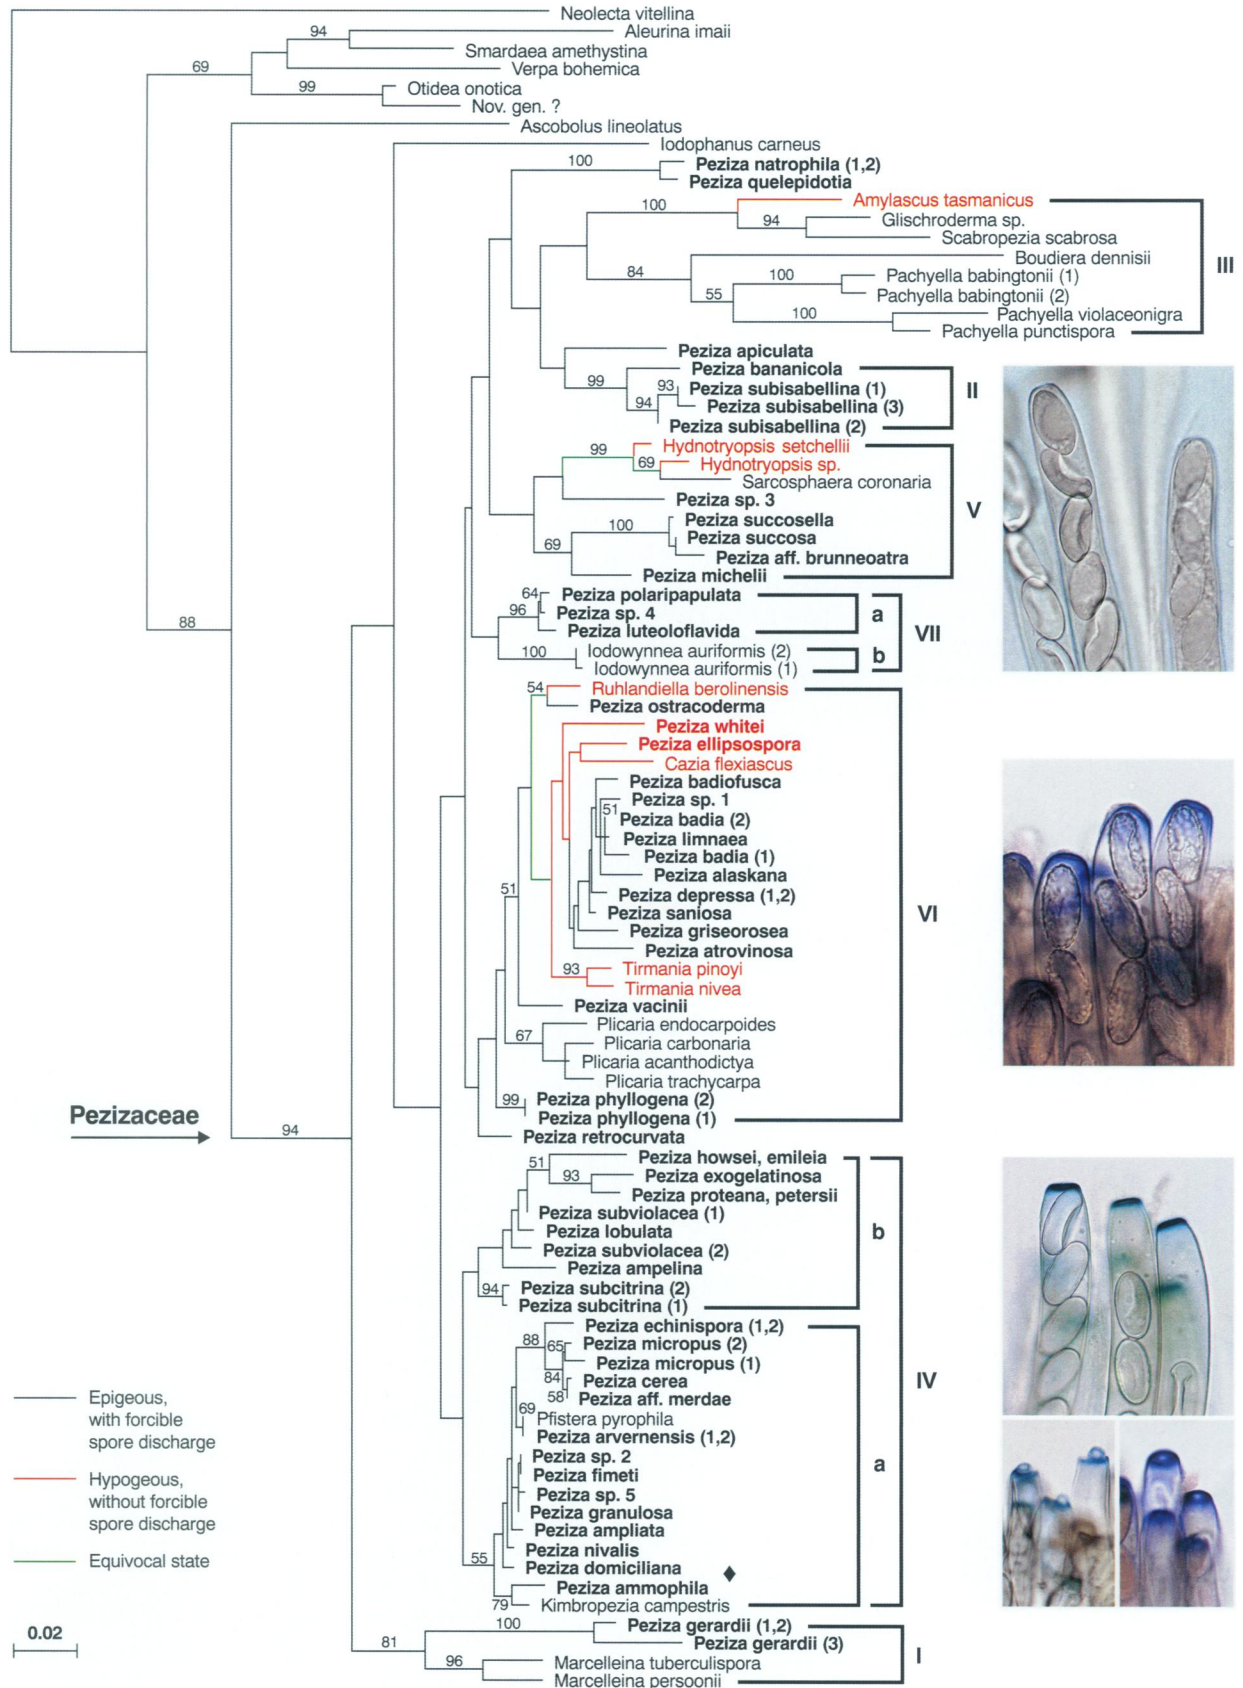 Neolecta vitellina
94
Aleurina imaii
Smardaea amethystina
69
Verpa bohemica
99
Otidea onotica
Nov. gen. ?
Ascobolus lineolatus
Iodophanus carneus
100
Peziza natrophila (1,2)
Peziza quelepidotia
Amylascus tasmanicus
100
94
Glischroderma sp.
Scabropezia scabrosa
Boudiera dennisii
III
84
100
Pachyella babingtonii (1)
55
Pachyella babingtonii (2)
100
Pachyella violaceonigra
Pachyella punctispora
Peziza apiculata
Peziza bananicola
99
93
Peziza subisabellina (1)
II
94
Peziza subisabellina (3)
Peziza subisabellina (2)
Hydnotryopsis setchellii
99
69
Hydnotryopsis sp.
Sarcosphaera coronaria
Peziza sp. 3
V
Peziza succosella
100
Peziza succosa
69
Peziza aff. brunneoatra
Peziza michelii
64
Peziza polaripapulata
96
Peziza sp. 4
a
88
Peziza luteoloflavida
VII
100
Iodowynnea auriformis (2)
b
Iodowynnea auriformis (1)
54
Ruhlandiella berolinensis
Peziza ostracoderma
Peziza whitei
Peziza ellipsospora
Cazia flexiascus
Peziza badiofusca
Peziza sp. 1
51
Peziza badia (2)
Peziza limnaea
Peziza badia (1)
Peziza alaskana
51
Peziza depressa (1,2)
Peziza saniosa
VI
Peziza griseorosea
Peziza atrovinosa
93
Tirmania pinoyi
Tirmania nivea
Peziza vacinii
Plicaria endocarpoides
67
Plicaria carbonaria
Plicaria acanthodictya
Plicaria trachycarpa
99
Peziza phyllogena (2)
Pezizaceae
Peziza phyllogena (1)
94
Peziza retrocurvata
Peziza howsei, emileia
51
93
Peziza exogelatinosa
Peziza proteana, petersii
Peziza subviolacea (1)
Peziza lobulata
b
Peziza subviolacea (2)
Peziza ampelina
94
Peziza subcitrina (2)
Peziza subcitrina (1)
Peziza echinispora (1,2)
88
65
Peziza micropus (2)
Peziza micropus (1)
84
Peziza cerea
IV
58
Peziza aff. merdae
69
Pfistera pyrophila
Peziza arvernensis (1,2)
Peziza sp. 2
a
Peziza fimeti
Peziza sp. 5
Peziza granulosa
Peziza ampliata
Peziza nivalis
55
Peziza domiciliana
Peziza ammophila
79
Kimbropezia campestris
100
Peziza gerardii (1,2)
81
Peziza gerardii (3)
I
96
Marcelleina tuberculispora
Marcelleina persoonii
Epigeous,
with forcible
spore discharge
Hypogeous,
without forcible
spore discharge
Equivocal state
0.02